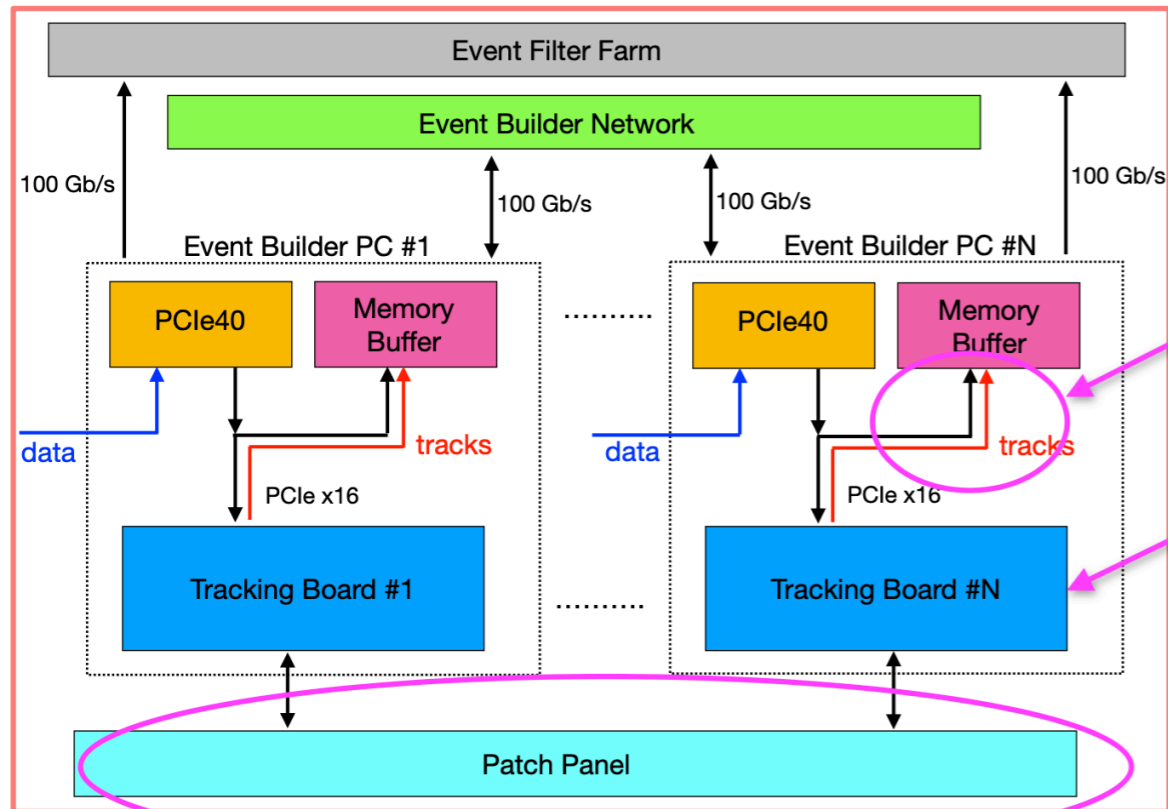 Event Filter Farm
Event Builder Network
100 Gb/s
100 Gb/s
100 Gb/s
100 Gb/s
Event Builder PC #1
Event Builder PC #N
PCIe40
Memory
Buffer
..........
PCIe40
Memory
Buffer
data
tracks
data
tracks
PCIe x16
PCIe x16
Tracking Board #1
..........
Tracking Board #N
Patch Panel